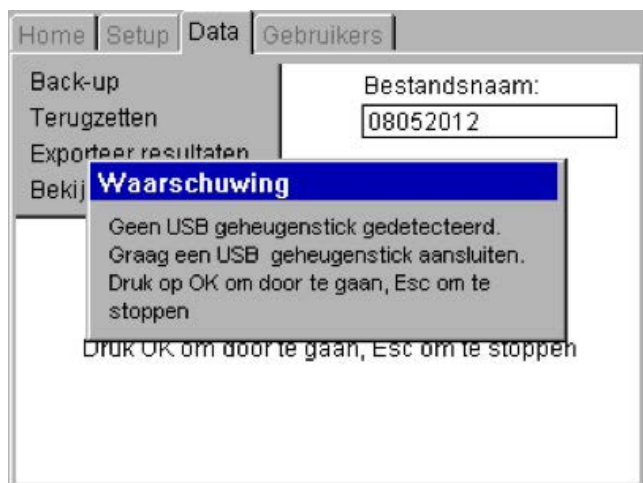 Home Setup Data Gebruikers
Back-up
Terugzetten
Exporteer resultaten
Bekij
Bestandsnaam:
08052012
Waarschuwing
Geen USB geheugenstick gedetecteerd.
Graag een USB geheugenstick aansluiten.
Druk op OK om door te gaan, Esc om te
stoppen
Druk OK om door te gaan, Esc om te stoppen